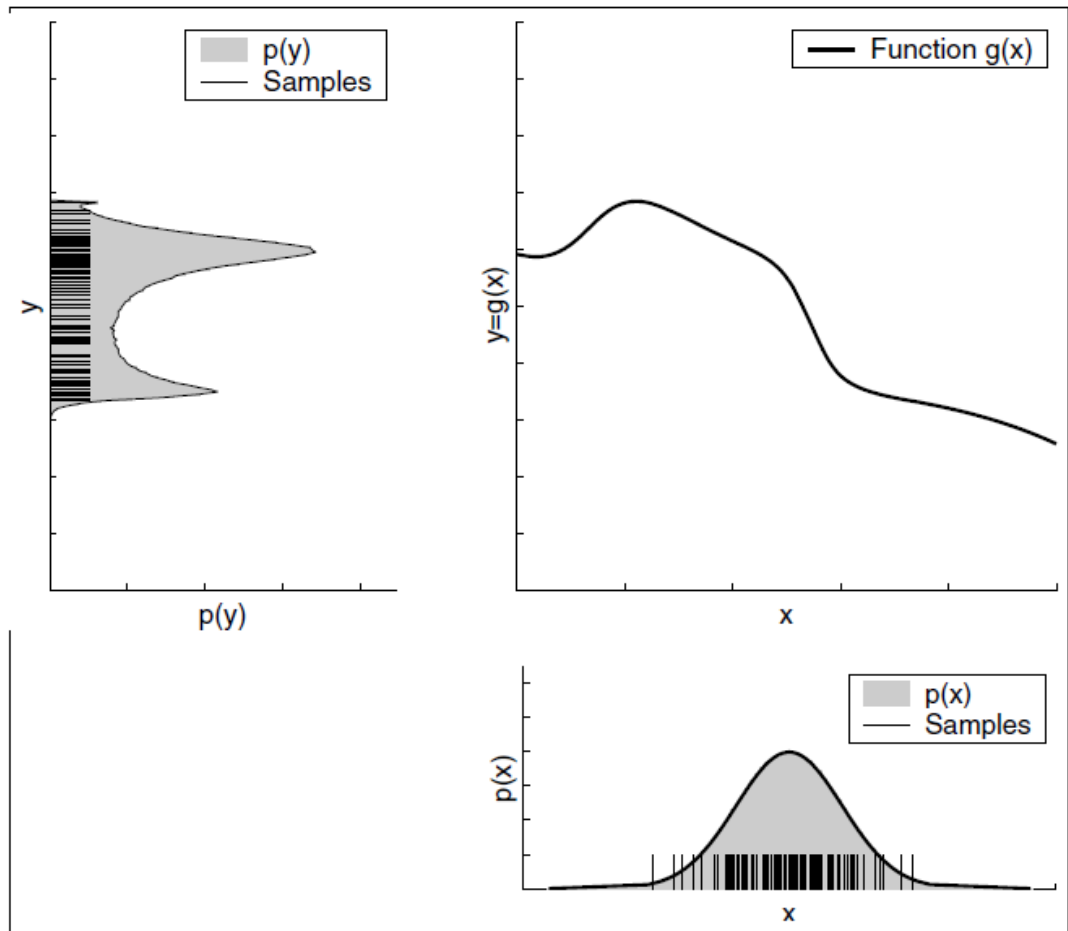 p(y)
Samples
y
p(y)
Function g(x)
y=g(x)
x
p(x)
Samples
p(x)
x